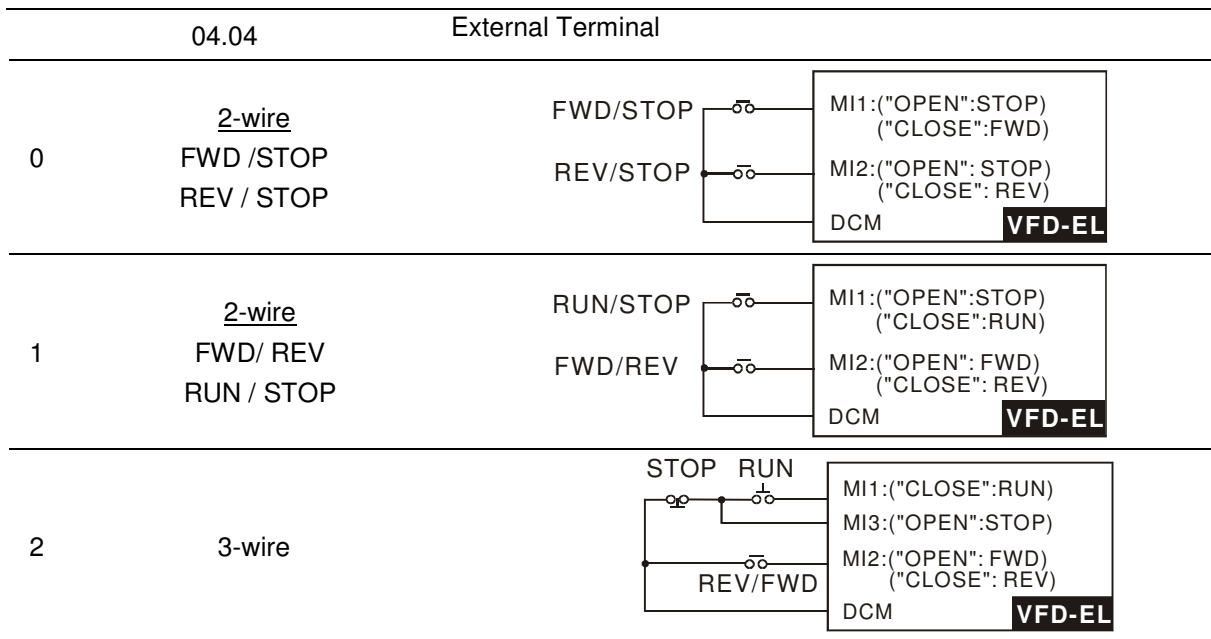 04.04 External Terminal
0
2-wire
FWD /STOP
REV / STOP
FWD/STOP
REV/STOP
MI1:("OPEN":STOP)
("CLOSE":FWD)
MI2:("OPEN": STOP)
("CLOSE": REV)
DCM VFD-EL
1
2-wire
FWD/ REV
RUN / STOP
RUN/STOP
FWD/REV
MI1:("OPEN":STOP)
("CLOSE":RUN)
MI2:("OPEN": FWD)
("CLOSE": REV)
DCM VFD-EL
2
3-wire
STOP RUN
REV/FWD
MI1:("CLOSE":RUN)
MI3:("OPEN":STOP)
MI2:("OPEN": FWD)
("CLOSE": REV)
DCM VFD-EL